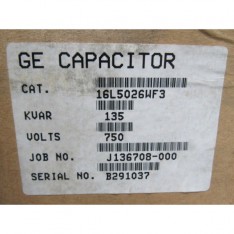 GE CAPACITOR
CAT. 16L5026WF3
KVAR 135
VOLTS 750
JOB NO. J136708-000
SERIAL NO. B291037